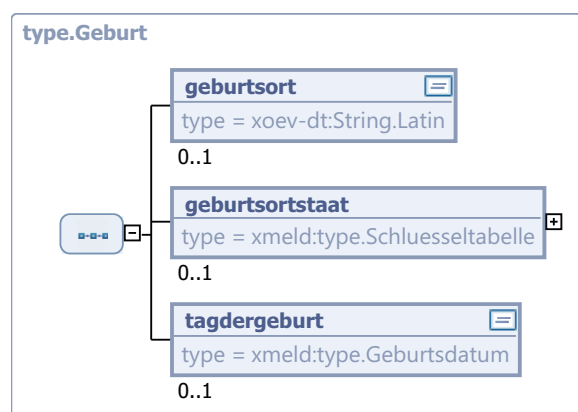 type.Geburt
geburtsort
type = xoev-dt:String.Latin
0..1
geburtsortstaat
type = xmeld:type.Schluesseltabelle
0..1
tagdergeburt
type = xmeld:type.Geburtsdatum
0..1